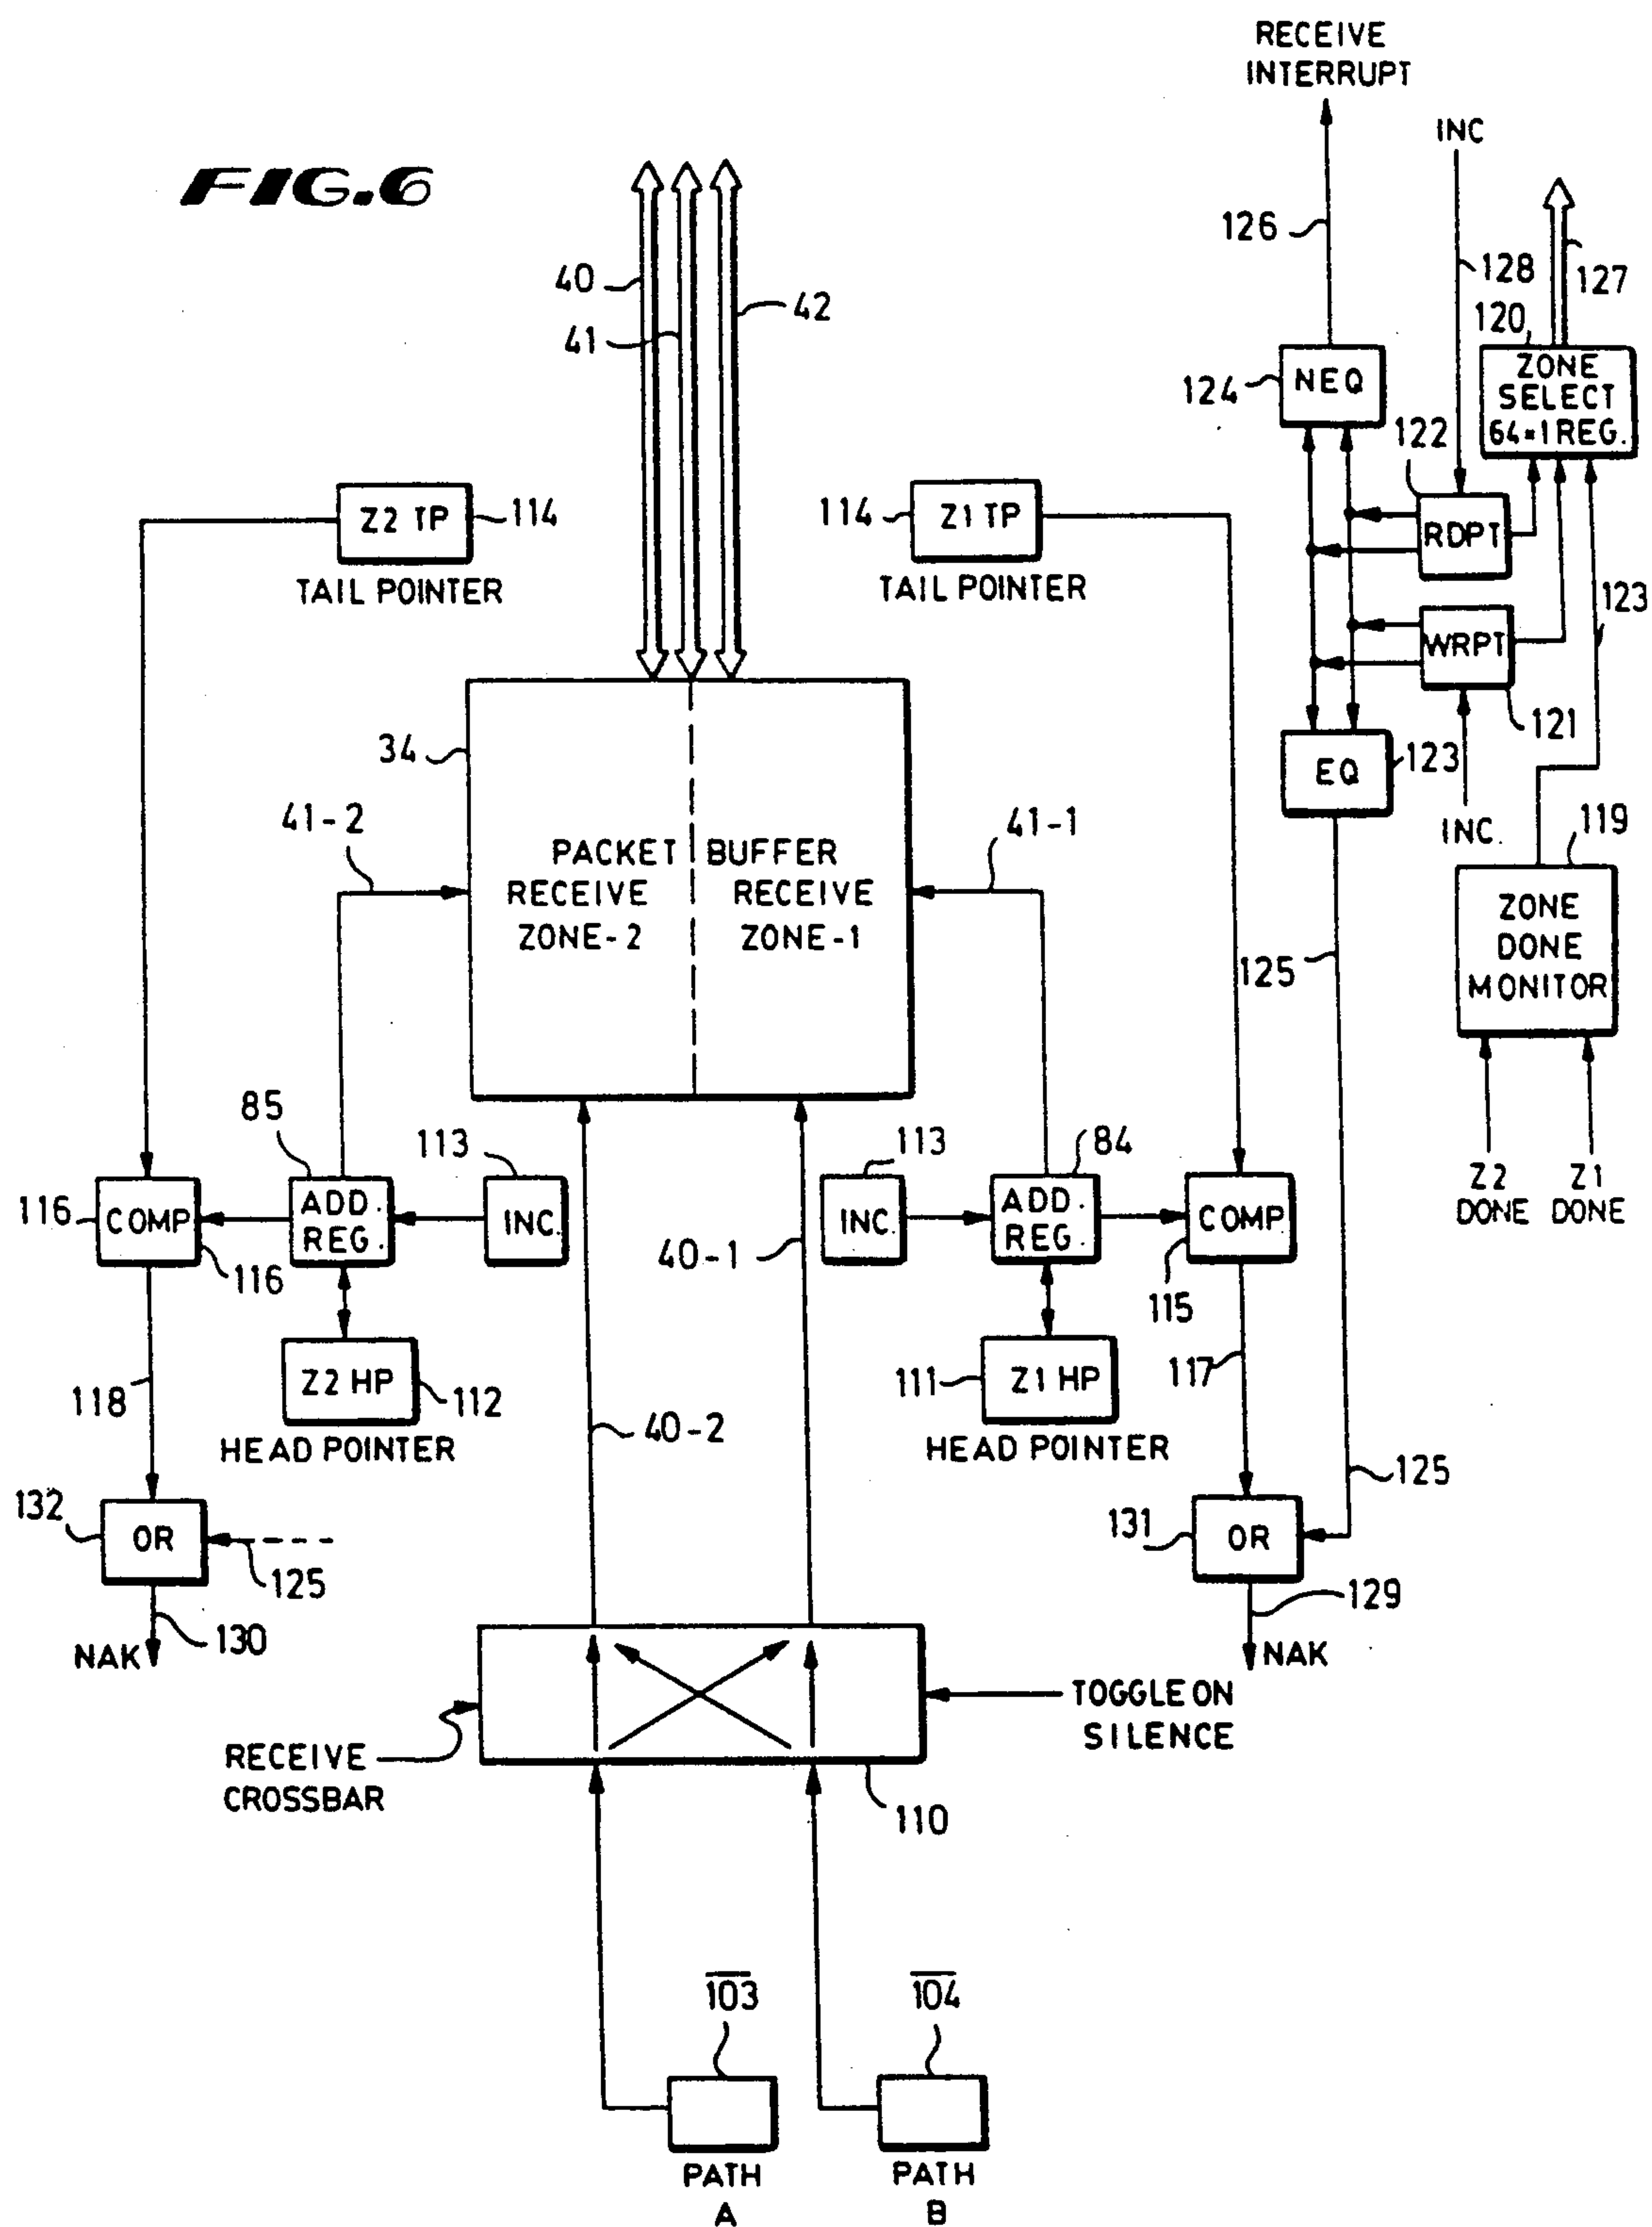 FIG.6
RECEIVE
INTERRUPT
INC
126
128
127
120
40
41
42
124
NEQ
ZONE
SELECT
64×1 REG.
122
Z2 TP
114
TAIL POINTER
114
Z1 TP
TAIL POINTER
RDPT
123
WRPT
121
34
EQ
123
INC.
119
41-2
41-1
PACKET BUFFER
RECEIVE
ZONE-2
RECEIVE
ZONE-1
125
ZONE
DONE
MONITOR
Z2
DONE
Z1
DONE
85
113
113
84
116
COMP
116
ADD.
REG.
INC.
INC.
ADD.
REG.
COMP.
115
40-1
118
Z2 HP
112
HEAD POINTER
40-2
111
Z1 HP
HEAD POINTER
117
125
132
OR
125
130
NAK
131
OR
129
NAK
TOGGLE ON
SILENCE
RECEIVE
CROSSBAR
110
103
104
PATH
A
PATH
B